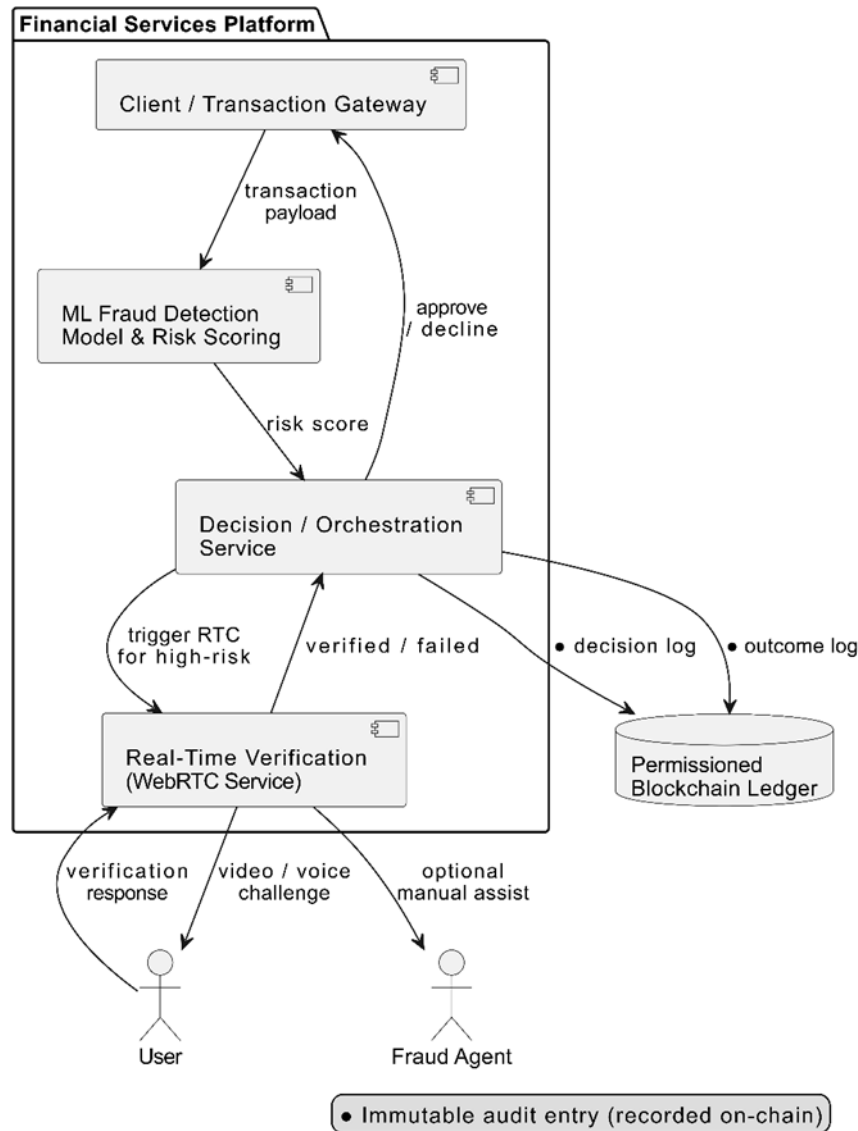 Financial Services Platform
Client / Transaction Gateway
transaction
payload
ML Fraud Detection
Model & Risk Scoring
approve
/ decline
risk score
Decision / Orchestration
Service
trigger RTC
for high-risk
verified / failed
● decision log
● outcome log
Real-Time Verification
(WebRTC Service)
Permissioned
Blockchain Ledger
verification
response
video / voice
challenge
optional
manual assist
User
Fraud Agent
● Immutable audit entry (recorded on-chain)